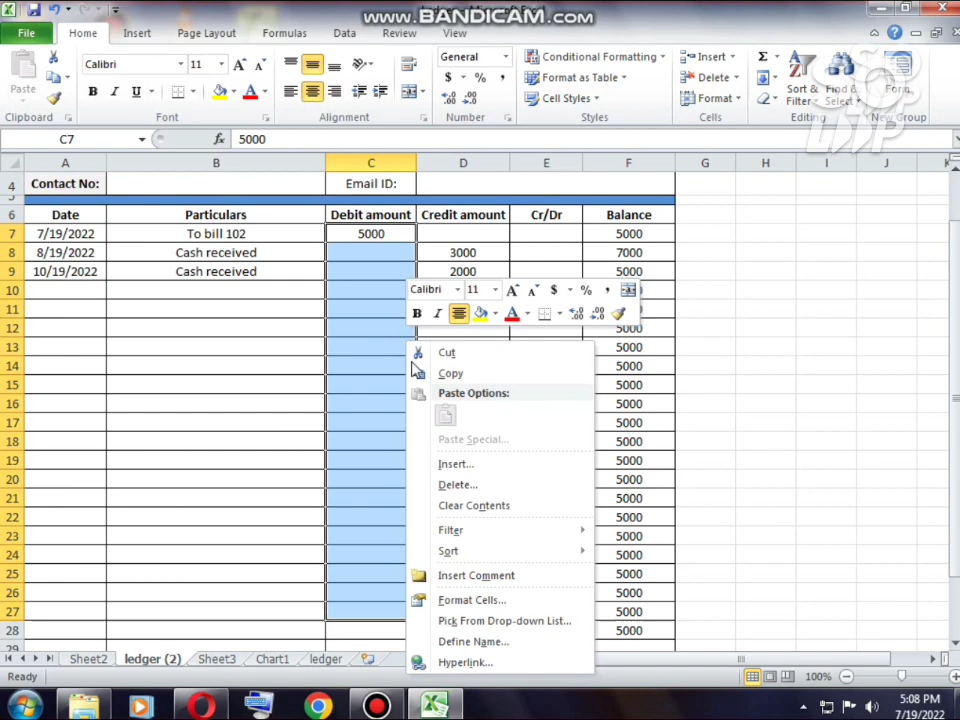 www.BANDICAM.com
File Home Insert Page Layout Formulas Data Review View
Calibri 11 General Conditional Formatting Insert Σ
Paste $ % , Format as Table Delete Sort & Find &
B I U A Cell Styles Format Filter Select Form
Clipboard Font Alignment Number Styles Cells Editing New Group
C7 fx 5000
A B C D E F G H I J K
4 Contact No: Email ID:
5
6 Date Particulars Debit amount Credit amount Cr/Dr Balance
7 7/19/2022 To bill 102 5000 5000
8 8/19/2022 Cash received 3000 7000
9 10/19/2022 Cash received 2000 5000
10 Calibri 11 A A $ % ,
11 B I A
12 5000
13 5000
Cut
14 5000
Copy
15 Paste Options: 5000
16 5000
17 5000
18 Paste Special... 5000
19 Insert... 5000
20 Delete... 5000
21 Clear Contents 5000
22 5000
23 Filter 5000
24 Sort 5000
25 Insert Comment 5000
26 Format Cells... 5000
27 Pick From Drop-down List... 5000
28 Define Name... 5000
29
Sheet2 ledger (2) Sheet3 Chart1 ledger Hyperlink...
Ready 100%
5:08 PM
7/19/2022